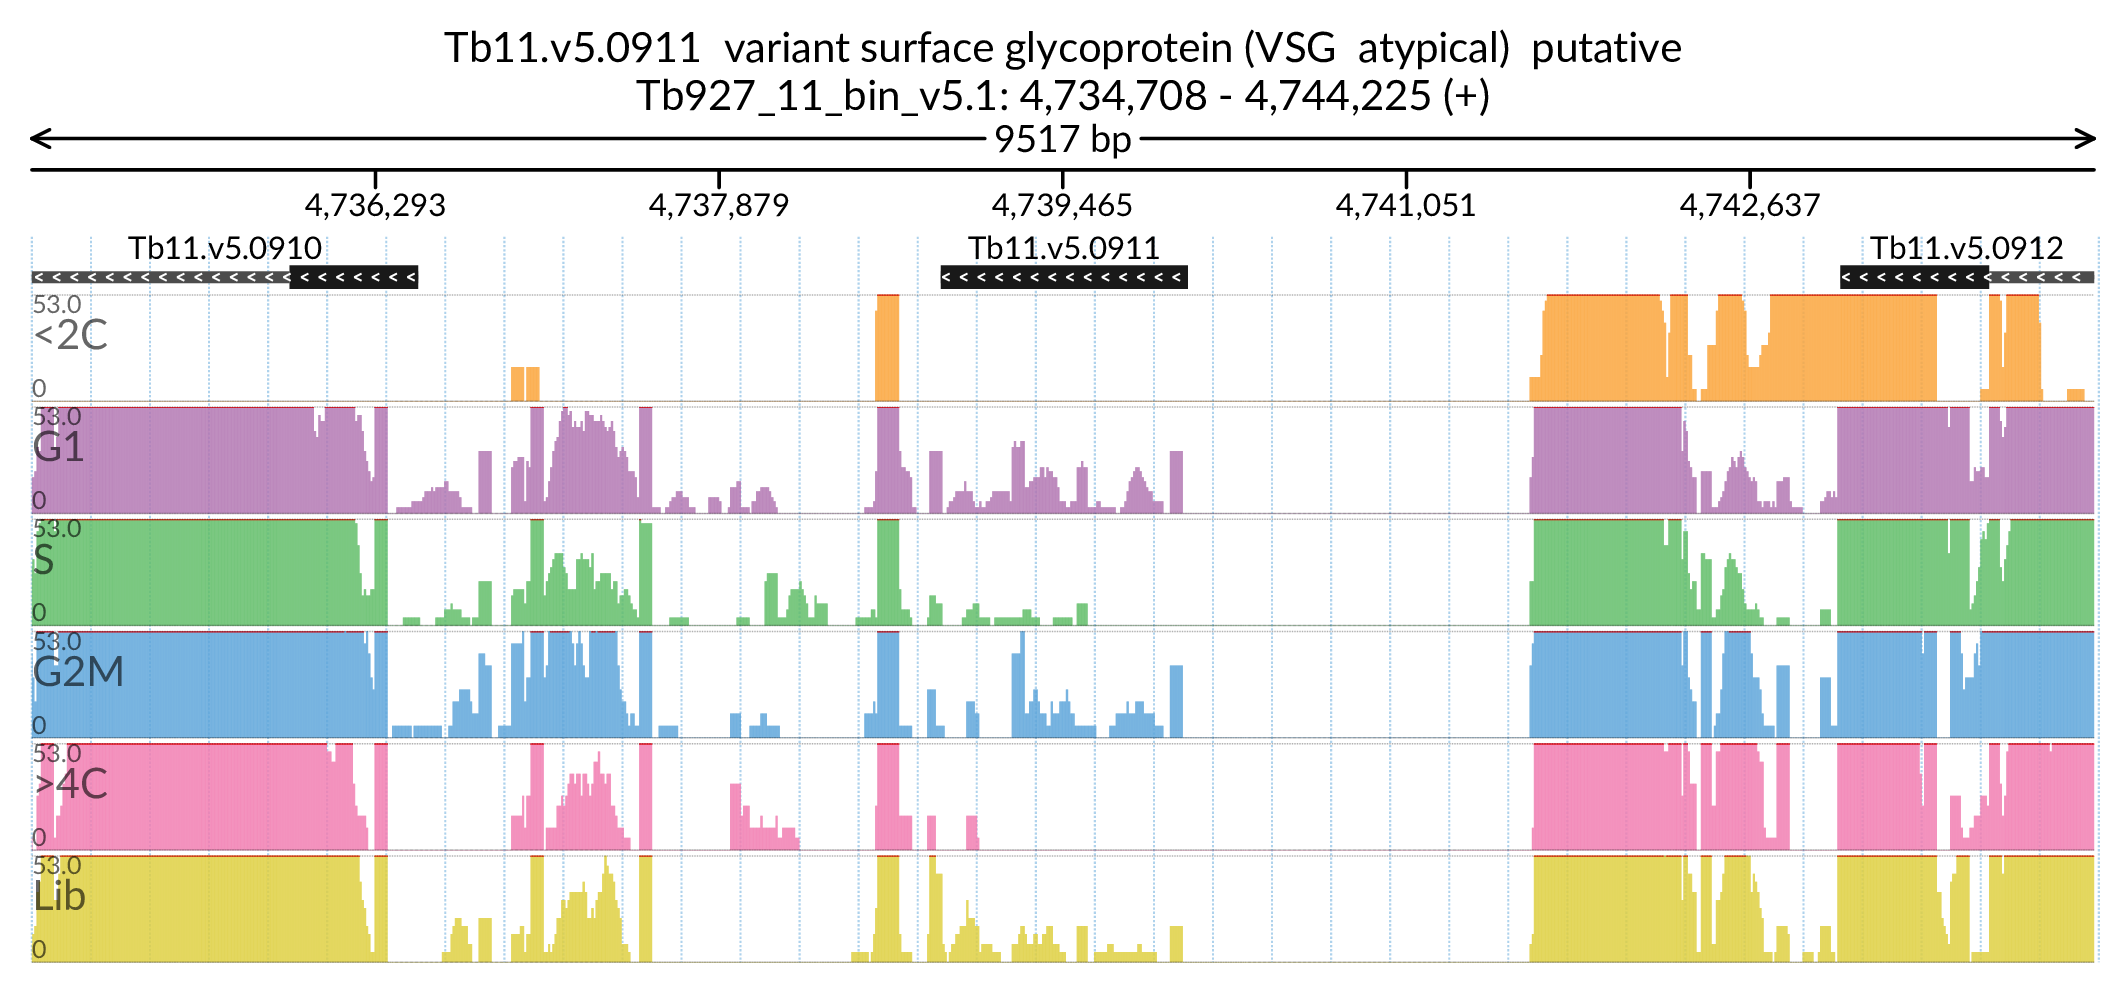 Tb11.v5.0911 variant surface glycoprotein (VSG atypical) putative
Tb927_11_bin_v5.1: 4,734,708 - 4,744,225 (+)
9517 bp
4,736,293 4,737,879 4,739,465 4,741,051 4,742,637
Tb11.v5.0910 Tb11.v5.0911 Tb11.v5.0912
53.0
<2C
0
53.0
G1
0
53.0
S
0
53.0
G2M
0
53.0
>4C
0
53.0
Lib
0